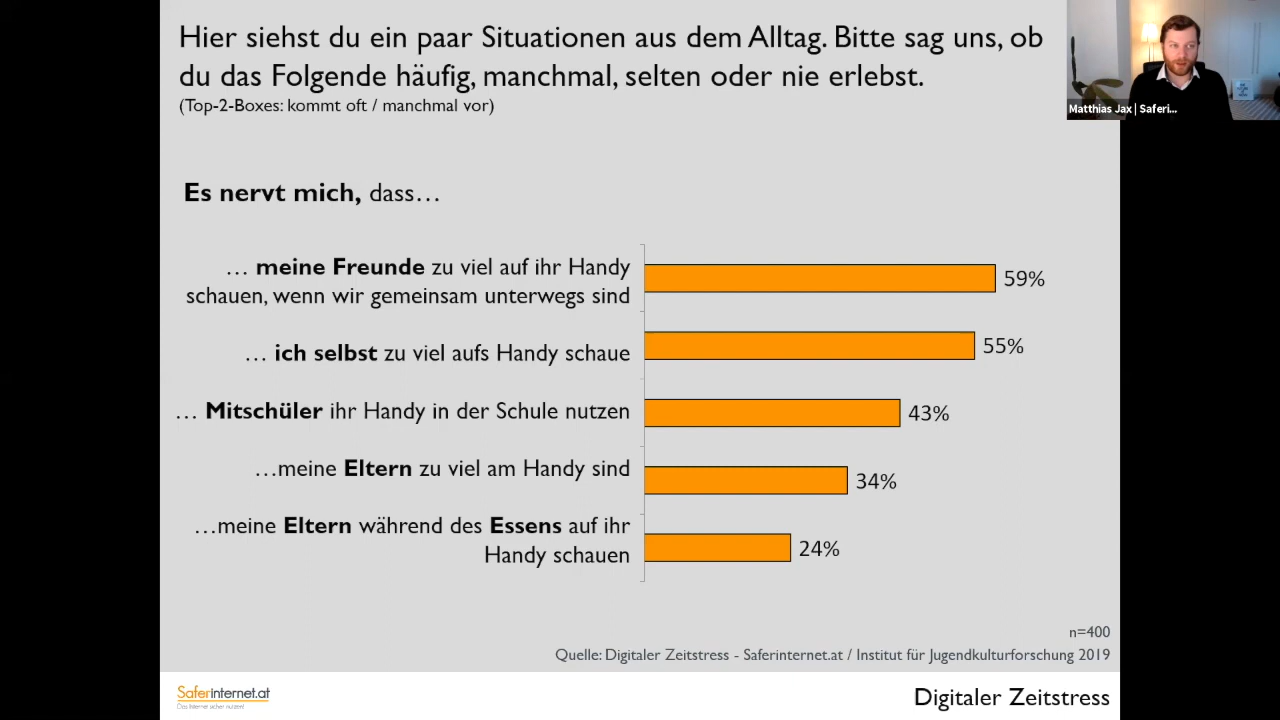 Hier siehst du ein paar Situationen aus dem Alltag. Bitte sag uns, ob
du das Folgende häufig, manchmal, selten oder nie erlebst.
(Top-2-Boxes: kommt oft / manchmal vor)
Matthias Jax | Saferi...
Es nervt mich, dass…
… meine Freunde zu viel auf ihr Handy
schauen, wenn wir gemeinsam unterwegs sind
59%
… ich selbst zu viel aufs Handy schaue
55%
… Mitschüler ihr Handy in der Schule nutzen
43%
…meine Eltern zu viel am Handy sind
34%
…meine Eltern während des Essens auf ihr
Handy schauen
24%
n=400
Quelle: Digitaler Zeitstress - Saferinternet.at / Institut für Jugendkulturforschung 2019
Saferinternet.at
Das Internet sicher nutzen!
Digitaler Zeitstress